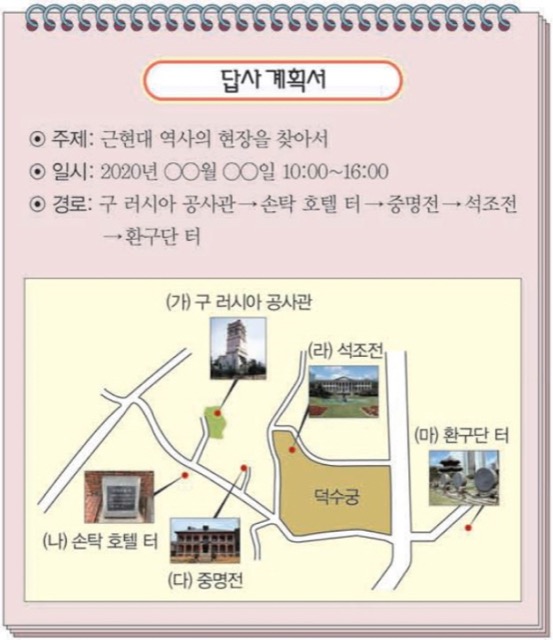 답사 계획서
⊙ 주제: 근현대 역사의 현장을 찾아서
⊙ 일시: 2020년 ○○월 ○○일 10:00~16:00
⊙ 경로: 구 러시아 공사관→손탁 호텔 터→중명전→석조전
→환구단 터
(가) 구 러시아 공사관
(라) 석조전
(마) 환구단 터
덕수궁
(나) 손탁 호텔 터
(다) 중명전